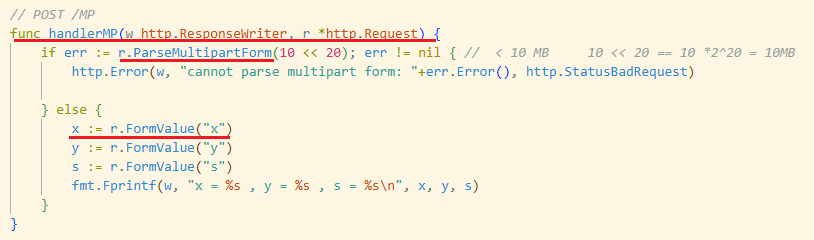 // POST /MP
func handlerMP(w http.ResponseWriter, r *http.Request) {
if err := r.ParseMultipartForm(10 << 20); err != nil { //  < 10 MB     10 << 20 == 10 *2^20 = 10MB
http.Error(w, "cannot parse multipart form: "+err.Error(), http.StatusBadRequest)
} else {
x := r.FormValue("x")
y := r.FormValue("y")
s := r.FormValue("s")
fmt.Fprintf(w, "x = %s , y = %s , s = %s\n", x, y, s)
}
}